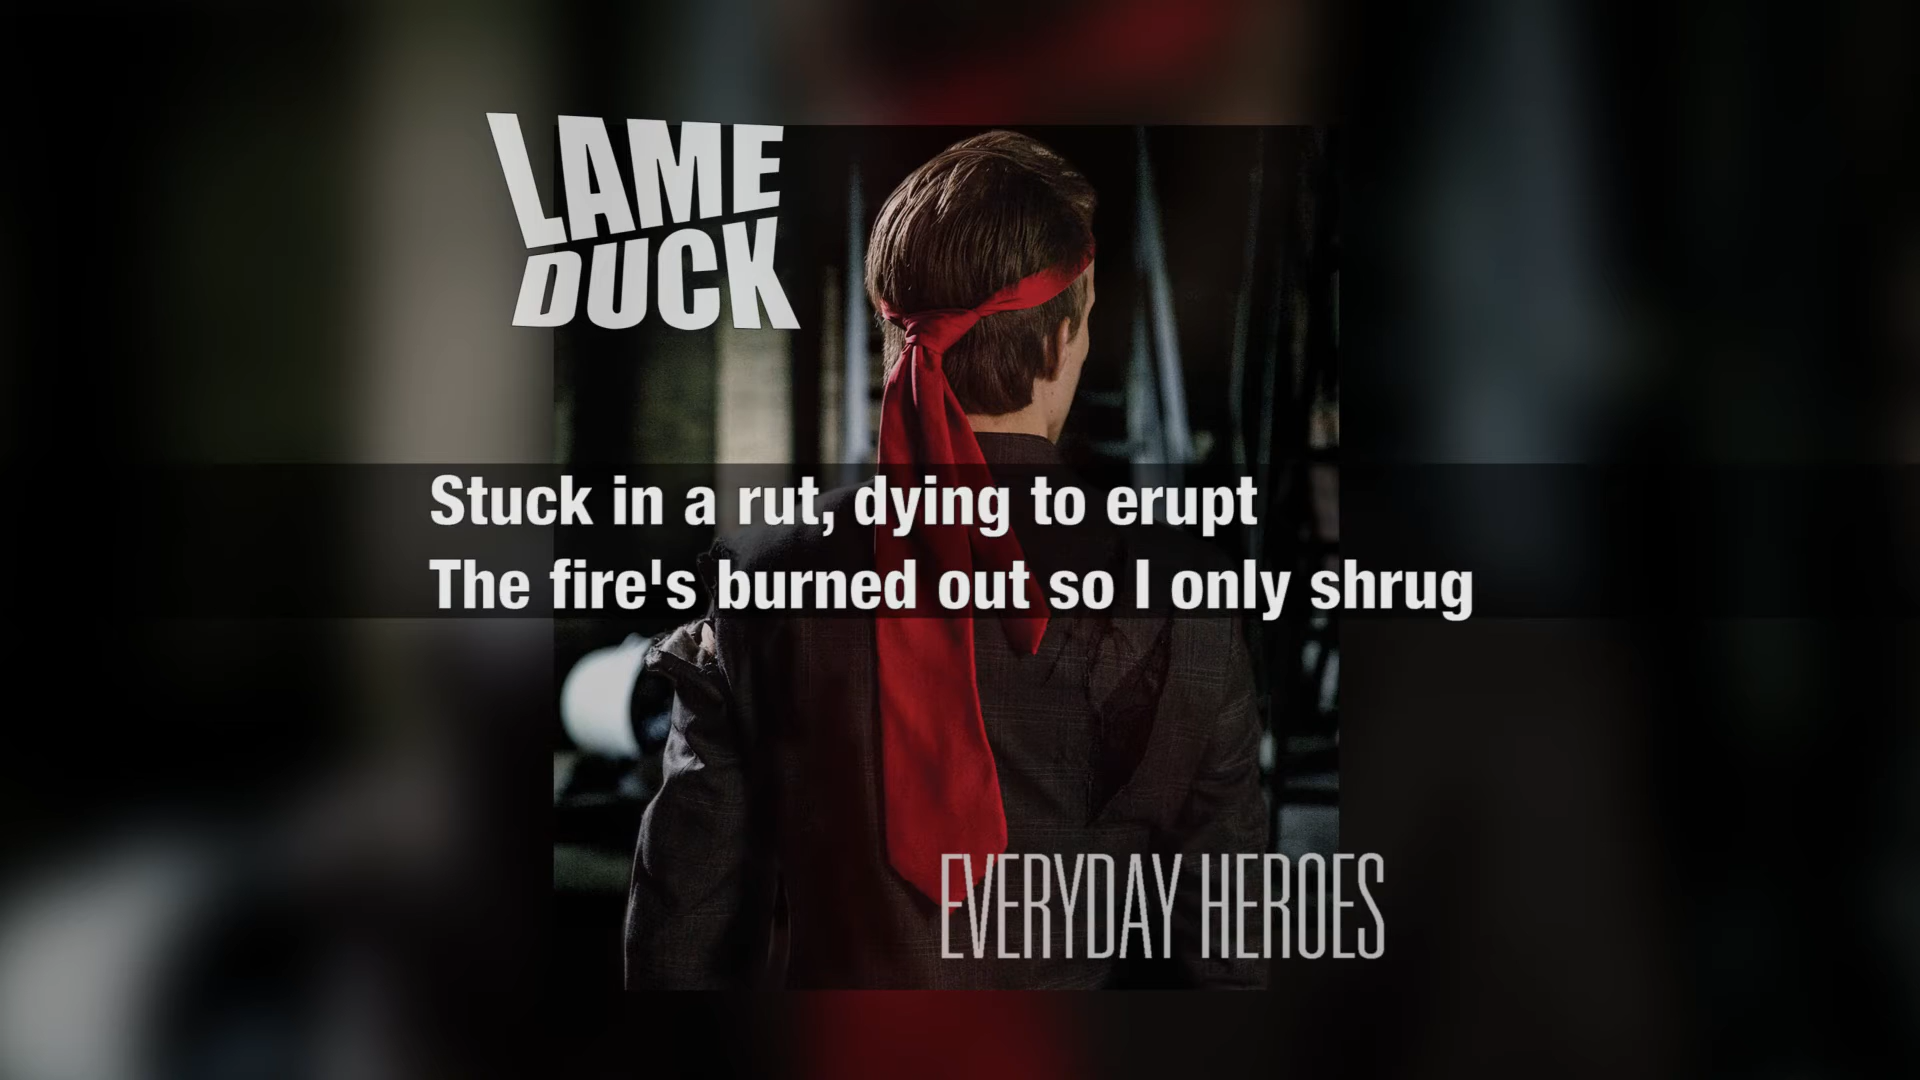 LAME
DUCK
Stuck in a rut, dying to erupt
The fire's burned out so I only shrug
EVERYDAY HEROES